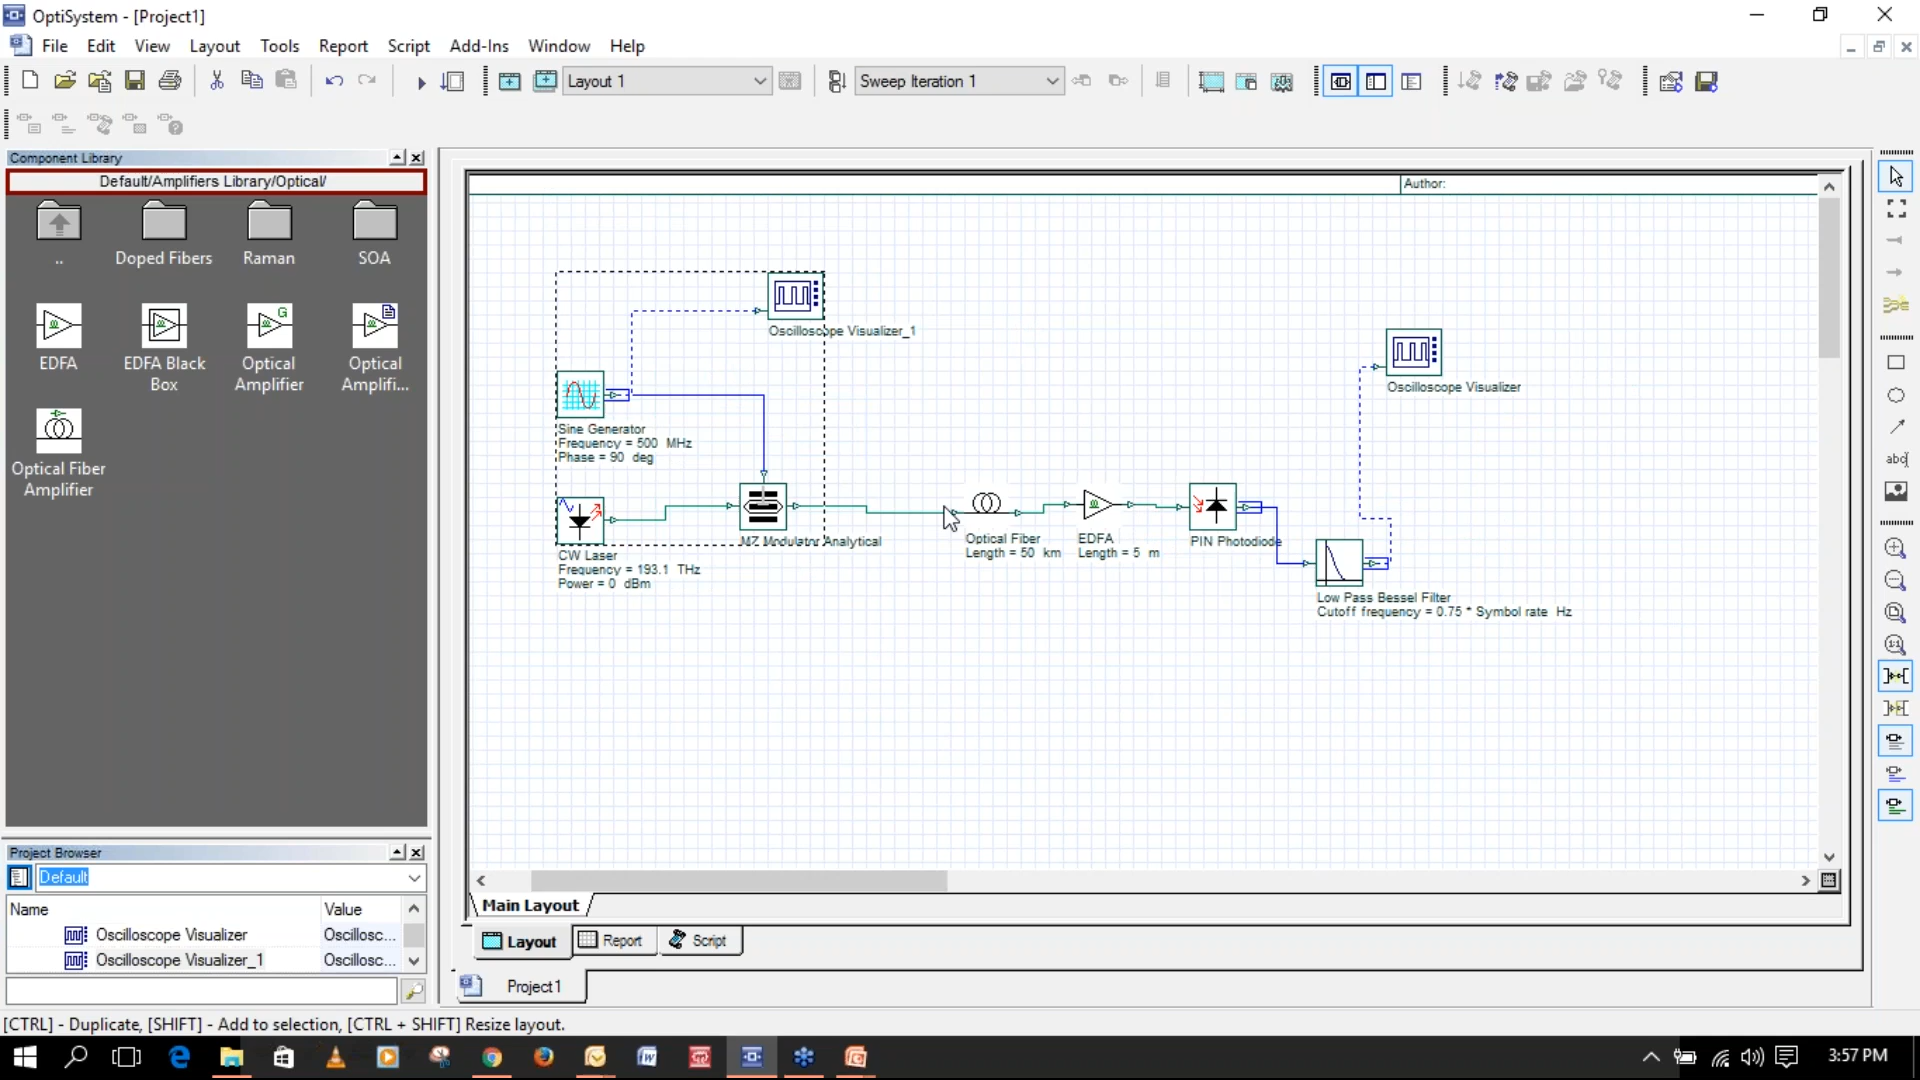 OptiSystem - [Project1]
File Edit View Layout Tools Report Script Add-Ins Window Help
Layout 1
Sweep Iteration 1
Component Library
Default/Amplifiers Library/Optical/
..
Doped Fibers
Raman
SOA
EDFA
EDFA Black Box
Optical Amplifier
Optical Amplifi...
Optical Fiber Amplifier
Author:
Oscilloscope Visualizer_1
Oscilloscope Visualizer
Sine Generator
Frequency = 500 MHz
Phase = 90 deg
MZ Modulator Analytical
CW Laser
Frequency = 193.1 THz
Power = 0 dBm
Optical Fiber
Length = 50 km
EDFA
Length = 5 m
PIN Photodiode
Low Pass Bessel Filter
Cutoff frequency = 0.75 * Symbol rate Hz
abc
1:1
Project Browser
Default
Name Value
Oscilloscope Visualizer Oscillosc...
Oscilloscope Visualizer_1 Oscillosc...
Main Layout
Layout Report Script
Project1
[CTRL] - Duplicate, [SHIFT] - Add to selection, [CTRL + SHIFT] Resize layout.
3:57 PM